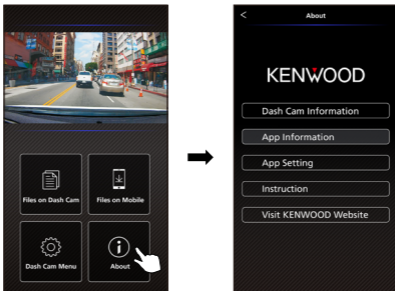 Files on Dash Cam
Files on Mobile
Dash Cam Menu
About
< About
KENWOOD
Dash Cam Information
App Information
App Setting
Instruction
Visit KENWOOD Website